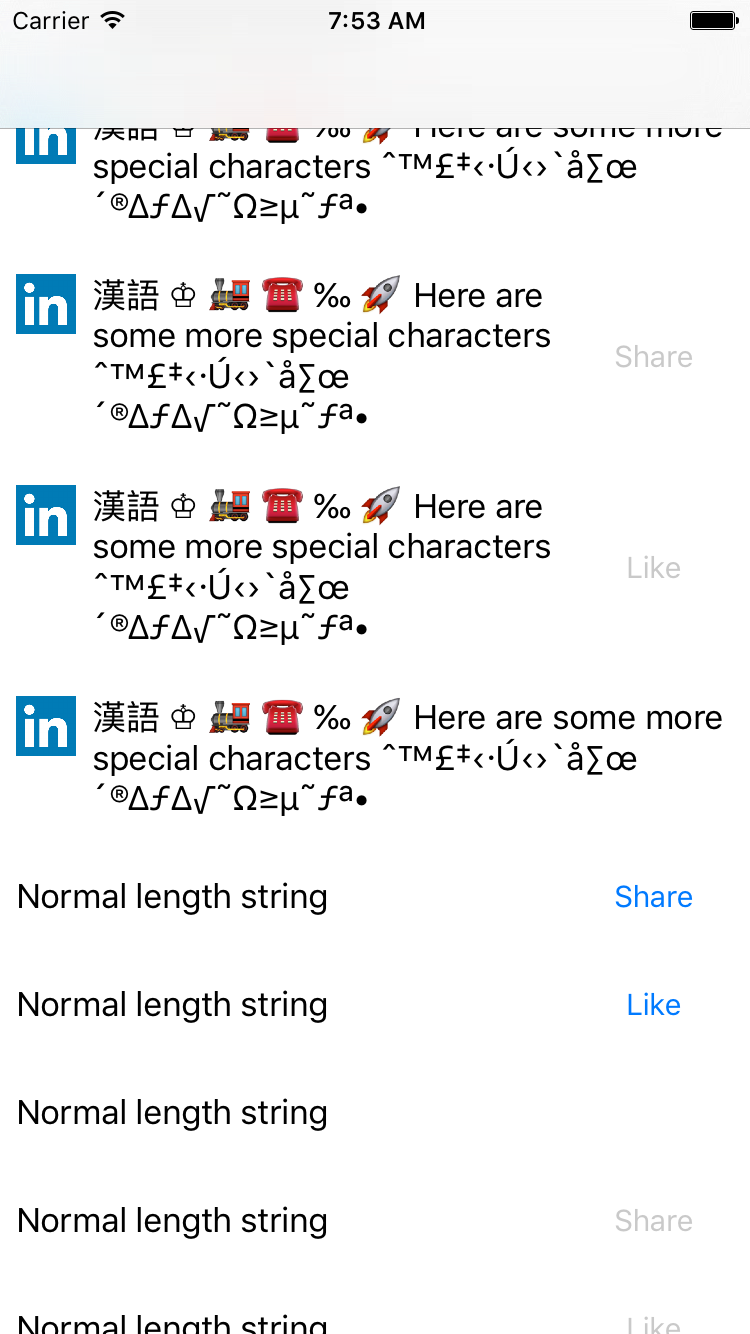 Carrier 7:53 AM
漢語 ♔ 🚂 ☎️ ‰ 🚀 Here are some more
special characters ˆ™£‡‹·Ú‹›`å∑œ
´®∆ƒ∆√˜Ω≥µ˜ƒª•
in
漢語 ♔ 🚂 ☎️ ‰ 🚀 Here are
some more special characters
ˆ™£‡‹·Ú‹›`å∑œ
´®∆ƒ∆√˜Ω≥µ˜ƒª•
Share
in
漢語 ♔ 🚂 ☎️ ‰ 🚀 Here are
some more special characters
ˆ™£‡‹·Ú‹›`å∑œ
´®∆ƒ∆√˜Ω≥µ˜ƒª•
Like
in
漢語 ♔ 🚂 ☎️ ‰ 🚀 Here are some more
special characters ˆ™£‡‹·Ú‹›`å∑œ
´®∆ƒ∆√˜Ω≥µ˜ƒª•
Normal length string Share
Normal length string Like
Normal length string
Normal length string Share
Normal length string Like